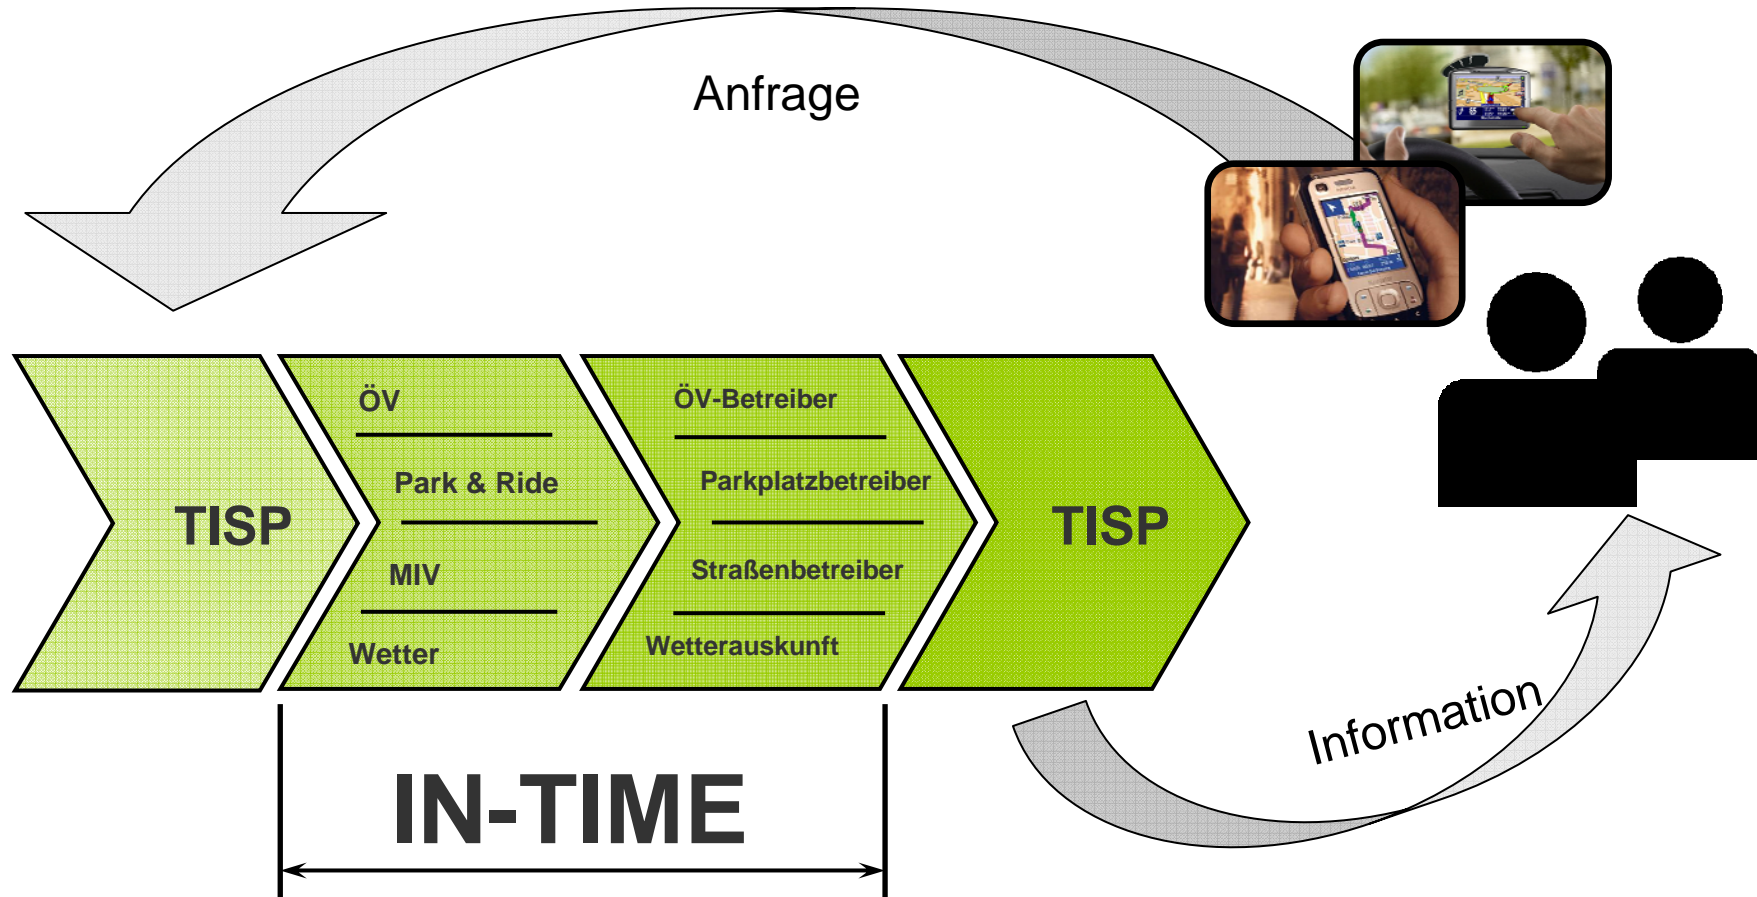 Anfrage
TISP
ÖV
Park & Ride
MIV
Wetter
ÖV-Betreiber
Parkplatzbetreiber
Straßenbetreiber
Wetterauskunft
TISP
Information
IN-TIME